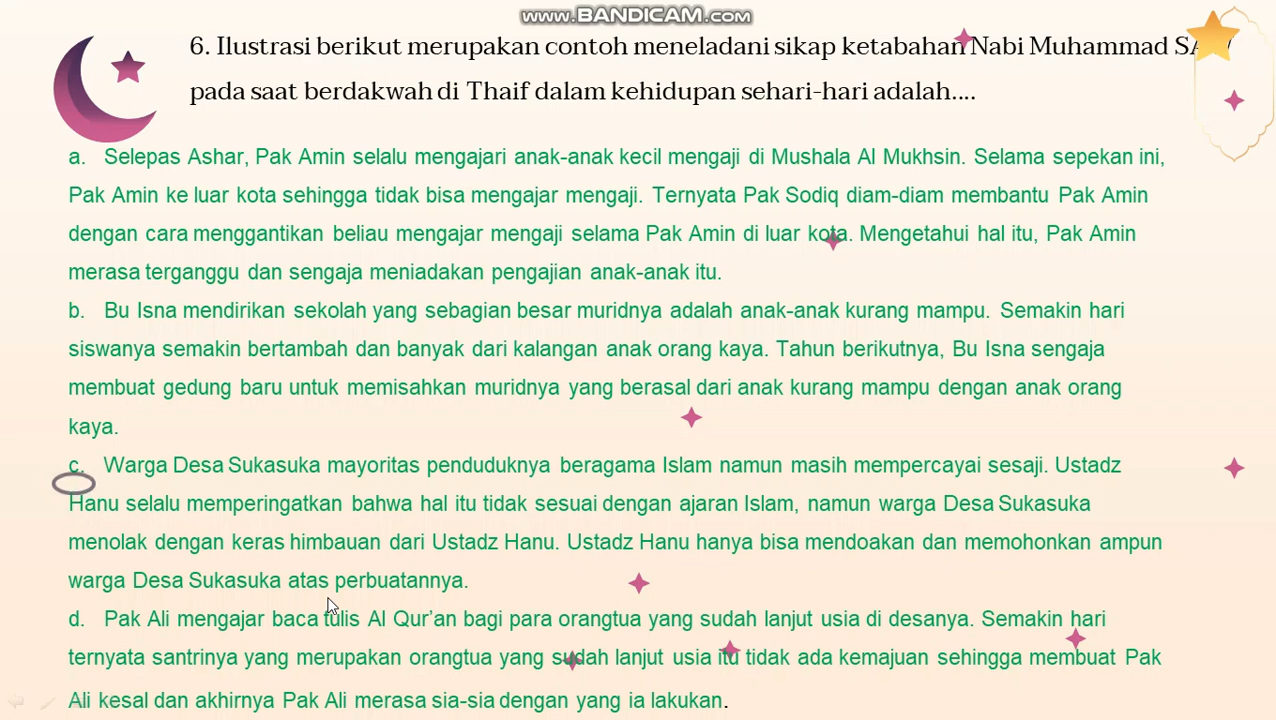 www.BANDICAM.com
6. Ilustrasi berikut merupakan contoh meneladani sikap ketabahan Nabi Muhammad
pada saat berdakwah di Thaif dalam kehidupan sehari-hari adalah....
a. Selepas Ashar, Pak Amin selalu mengajari anak-anak kecil mengaji di Mushala Al Mukhsin. Selama sepekan ini,
Pak Amin ke luar kota sehingga tidak bisa mengajar mengaji. Ternyata Pak Sodiq diam-diam membantu Pak Amin
dengan cara menggantikan beliau mengajar mengaji selama Pak Amin di luar kota. Mengetahui hal itu, Pak Amin
merasa terganggu dan sengaja meniadakan pengajian anak-anak itu.
b. Bu Isna mendirikan sekolah yang sebagian besar muridnya adalah anak-anak kurang mampu. Semakin hari
siswanya semakin bertambah dan banyak dari kalangan anak orang kaya. Tahun berikutnya, Bu Isna sengaja
membuat gedung baru untuk memisahkan muridnya yang berasal dari anak kurang mampu dengan anak orang
kaya.
c. Warga Desa Sukasuka mayoritas penduduknya beragama Islam namun masih mempercayai sesaji. Ustadz
Hanu selalu memperingatkan bahwa hal itu tidak sesuai dengan ajaran Islam, namun warga Desa Sukasuka
menolak dengan keras himbauan dari Ustadz Hanu. Ustadz Hanu hanya bisa mendoakan dan memohonkan ampun
warga Desa Sukasuka atas perbuatannya.
d. Pak Ali mengajar baca tulis Al Qur’an bagi para orangtua yang sudah lanjut usia di desanya. Semakin hari
ternyata santrinya yang merupakan orangtua yang sudah lanjut usia itu tidak ada kemajuan sehingga membuat Pak
Ali kesal dan akhirnya Pak Ali merasa sia-sia dengan yang ia lakukan.